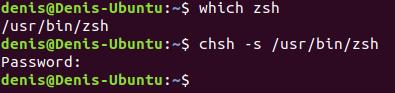 denis@Denis-Ubuntu:~$ which zsh
/usr/bin/zsh
denis@Denis-Ubuntu:~$ chsh -s /usr/bin/zsh
Password:
denis@Denis-Ubuntu:~$